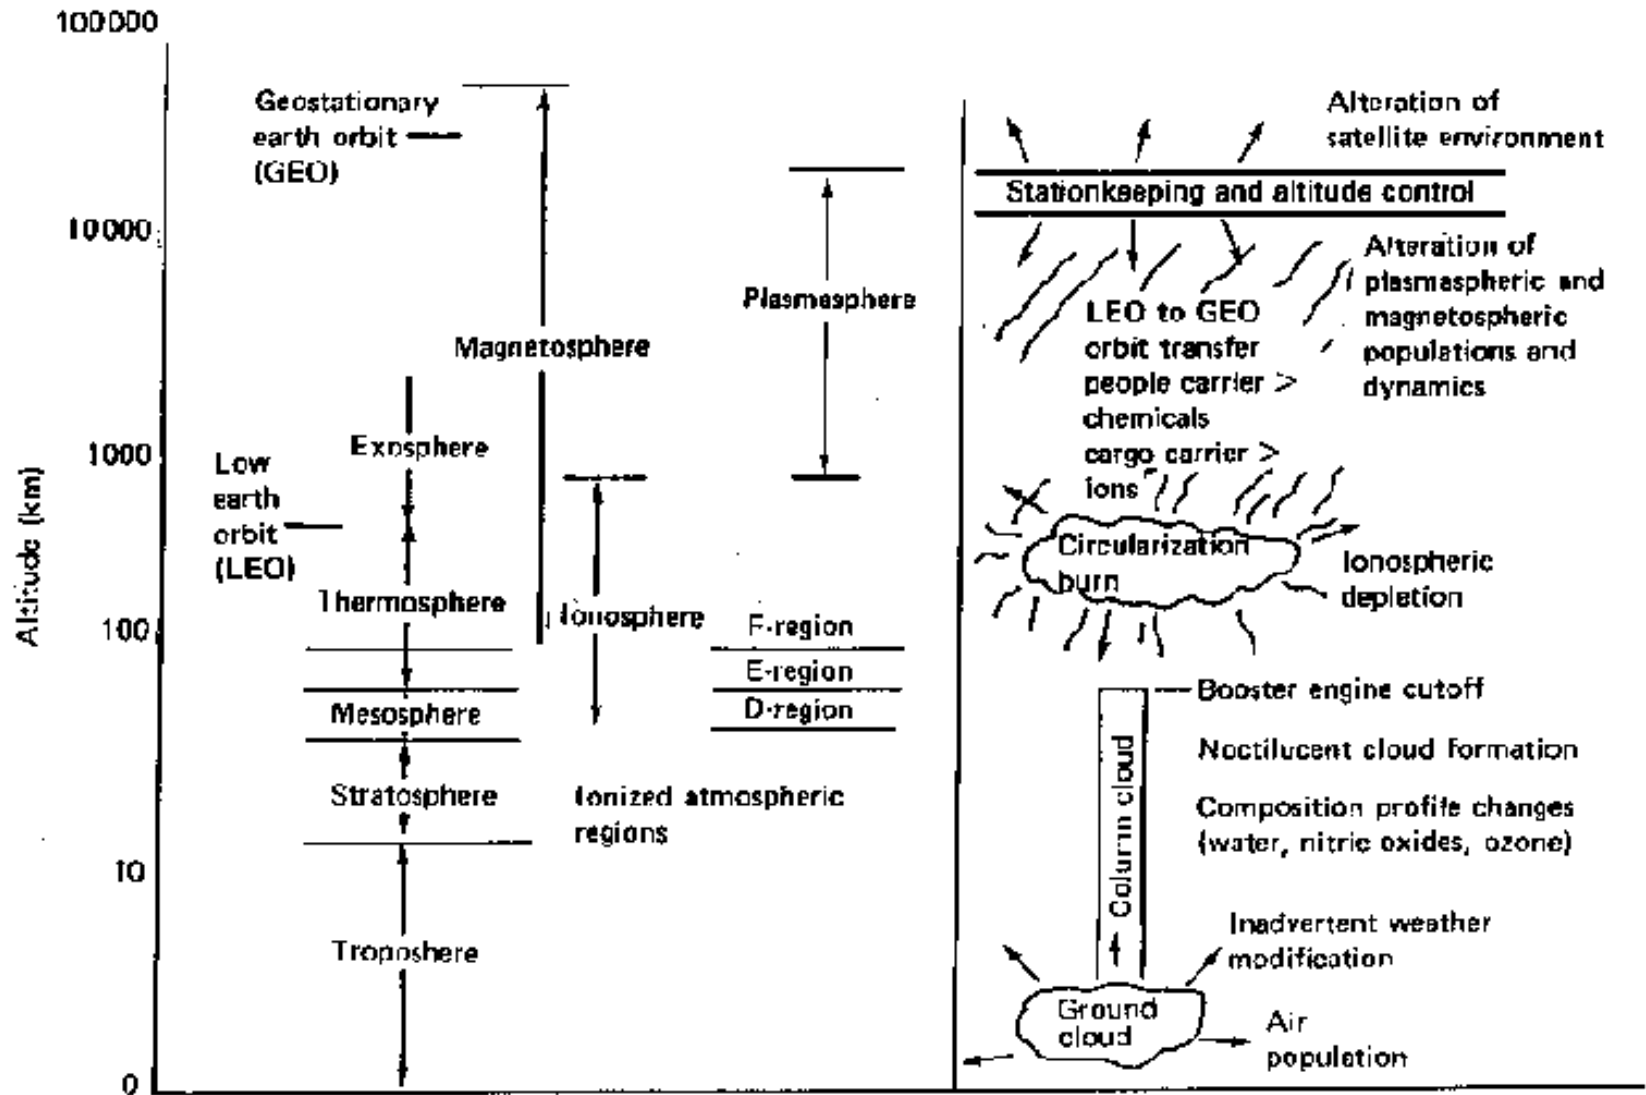 Altitude (km)
100000
10000
1000
100
10
0
Geostationary
earth orbit
(GEO)
Low
earth
orbit
(LEO)
Exosphere
Thermosphere
Mesosphere
Stratosphere
Troposhere
Magnetosphere
Ionosphere
Ionized atmospheric
regions
Plasmasphere
F-region
E-region
D-region
Alteration of
satellite environment
Stationkeeping and altitude control
Alteration of
plasmaspheric and
magnetospheric
populations and
dynamics
LEO to GEO
orbit transfer
people carrier >
chemicals
cargo carrier >
ions
Circularization
burn
Ionospheric
depletion
Booster engine cutoff
Noctilucent cloud formation
Composition profile changes
(water, nitric oxides, ozone)
Column cloud
Inadvertent weather
modification
Ground
cloud
Air
population